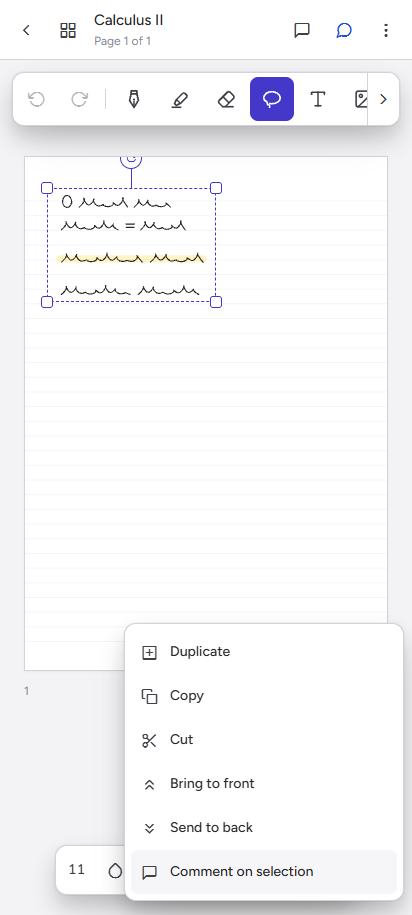 Calculus II
Page 1 of 1
Duplicate
Copy
Cut
Bring to front
Send to back
Comment on selection
11
1